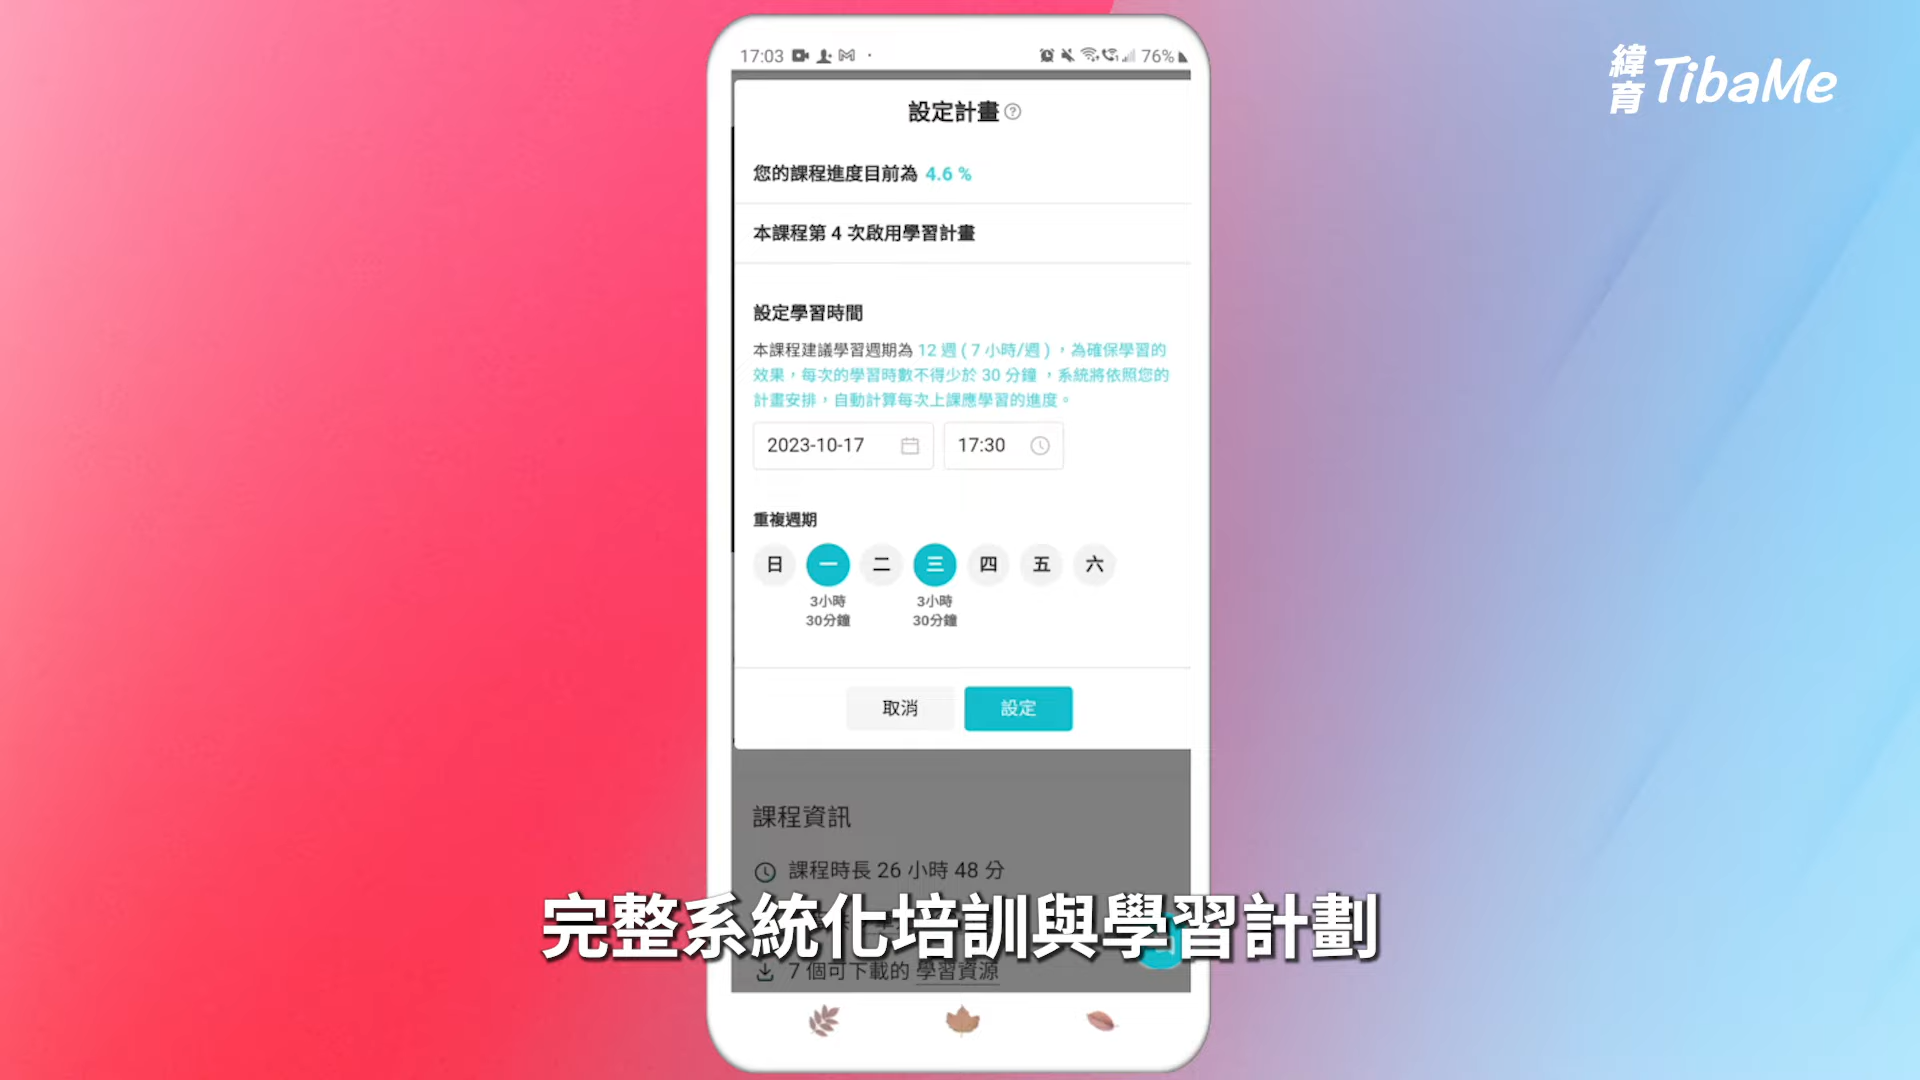 17:03
76%
緯育 TibaMe
設定計畫
您的課程進度目前為 4.6 %
本課程第 4 次啟用學習計畫
設定學習時間
本課程建議學習週期為 12 週 ( 7 小時/週 ) ，為確保學習的
效果，每次的學習時數不得少於 30 分鐘 ，系統將依照您的
計畫安排，自動計算每次上課應學習的進度。
2023-10-17
17:30
重複週期
日 一 二 三 四 五 六
3小時 3小時
30分鐘 30分鐘
取消 設定
課程資訊
課程時長 26 小時 48 分
完整系統化培訓與學習計劃
7 個可下載的 學習資源